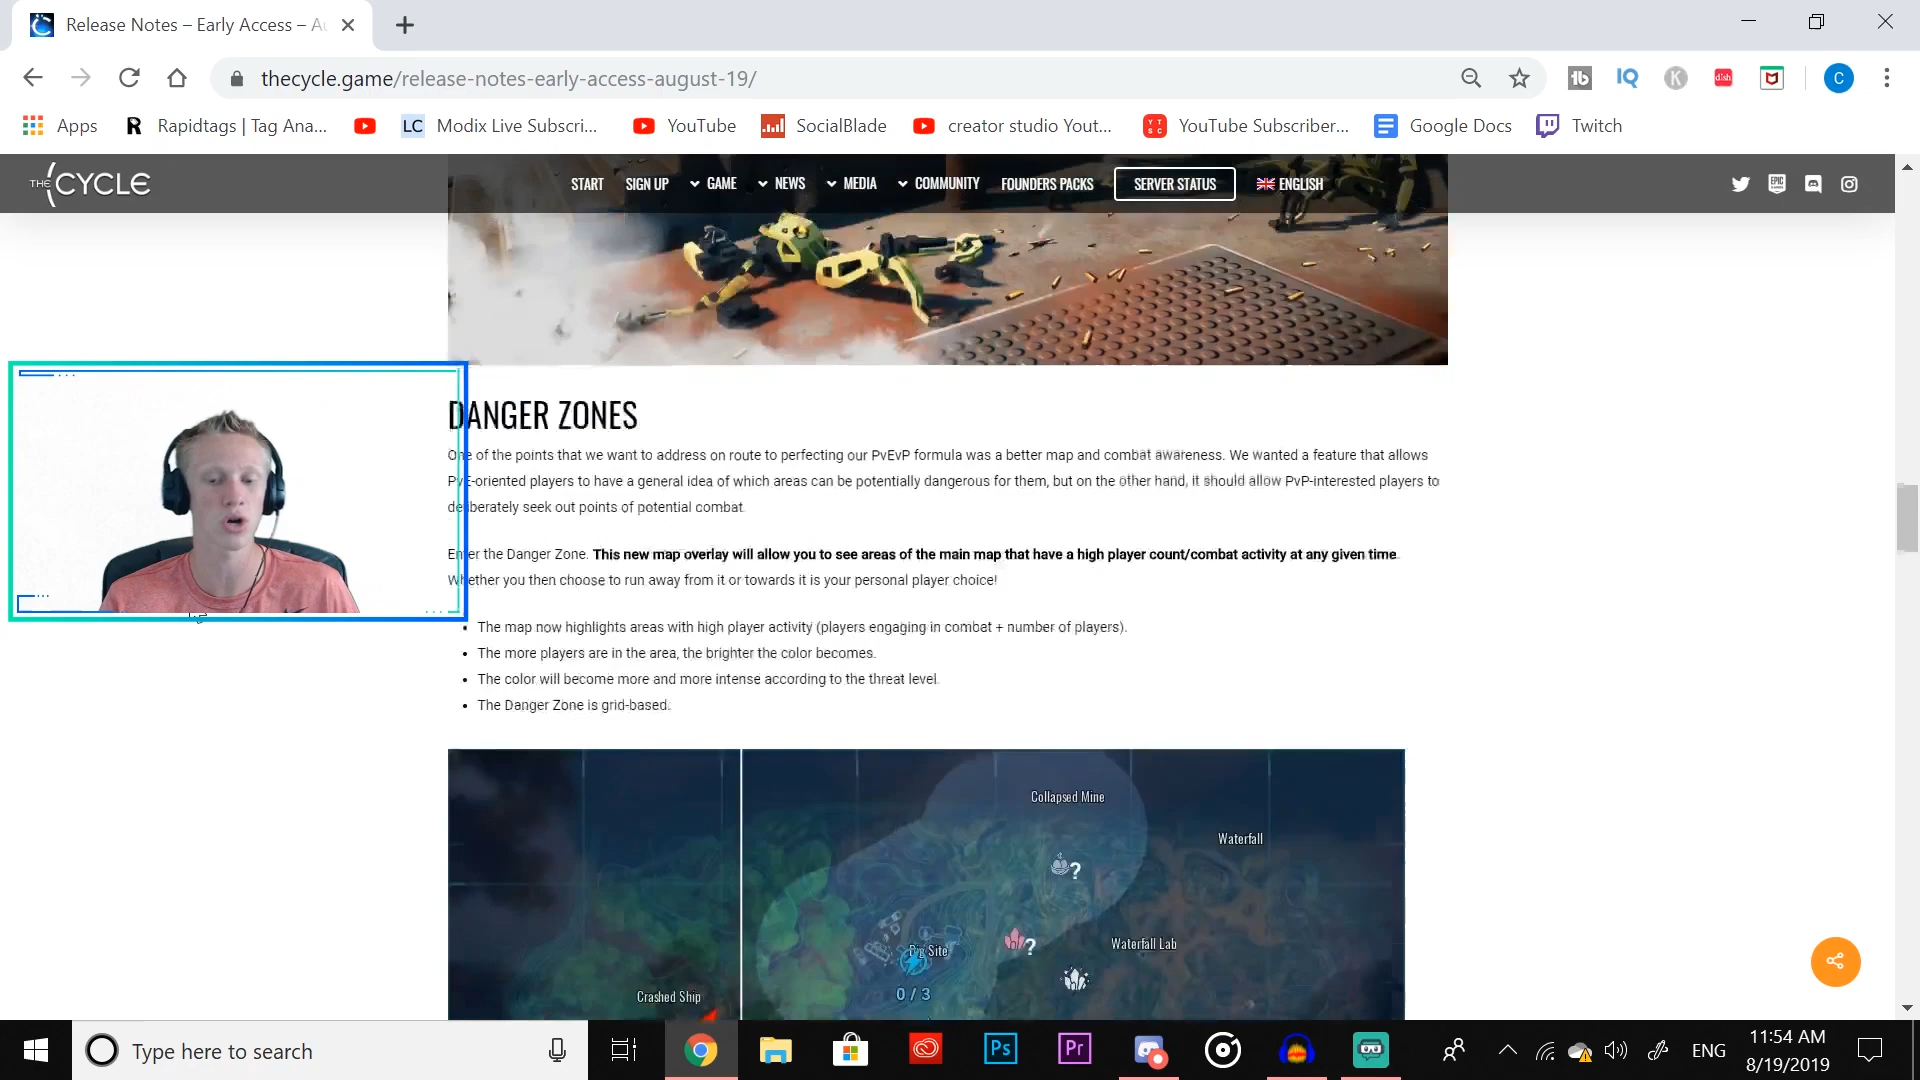 Release Notes – Early Access – Au
thecycle.game/release-notes-early-access-august-19/
Apps
Rapidtags | Tag Ana...
LC Modix Live Subscri...
YouTube
SocialBlade
creator studio Yout...
YouTube Subscriber...
Google Docs
Twitch
THE CYCLE
START SIGN UP GAME NEWS MEDIA COMMUNITY FOUNDERS PACKS SERVER STATUS ENGLISH
DANGER ZONES
One of the points that we want to address on route to perfecting our PvEvP formula was a better map and combat awareness. We wanted a feature that allows
PvE-oriented players to have a general idea of which areas can be potentially dangerous for them, but on the other hand, it should allow PvP-interested players to
deliberately seek out points of potential combat.
Enter the Danger Zone. This new map overlay will allow you to see areas of the main map that have a high player count/combat activity at any given time.
Whether you then choose to run away from it or towards it is your personal player choice!
• The map now highlights areas with high player activity (players engaging in combat + number of players).
• The more players are in the area, the brighter the color becomes.
• The color will become more and more intense according to the threat level.
• The Danger Zone is grid-based.
Collapsed Mine
Waterfall
?
?
Waterfall Lab
Dig Site
0 / 3
Crashed Ship
Type here to search
Ps
Pr
ENG
11:54 AM
8/19/2019